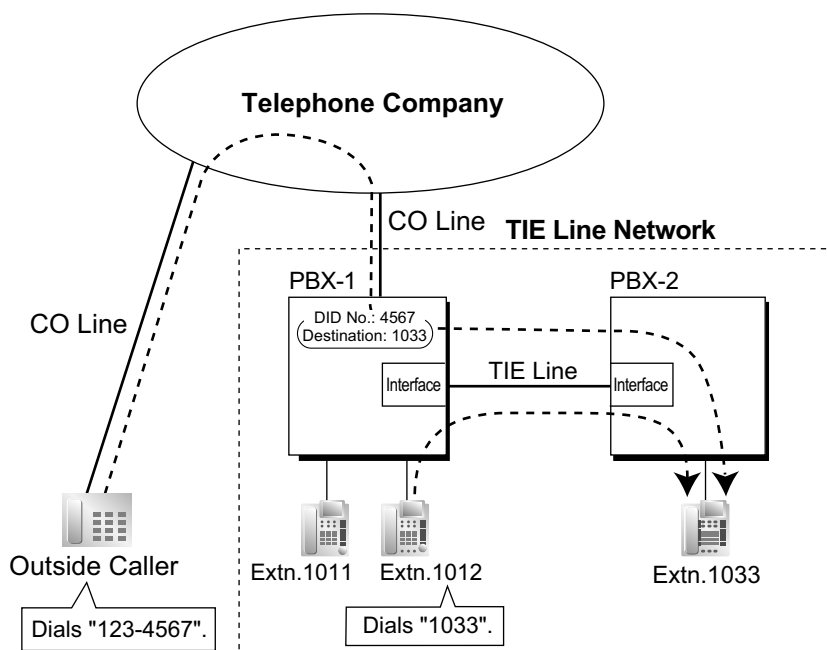 Telephone Company
CO Line
TIE Line Network
PBX-1
PBX-2
CO Line
DID No.: 4567
Destination: 1033
TIE Line
Interface
Interface
Outside Caller
Extn.1011
Extn.1012
Extn.1033
Dials "123-4567".
Dials "1033".